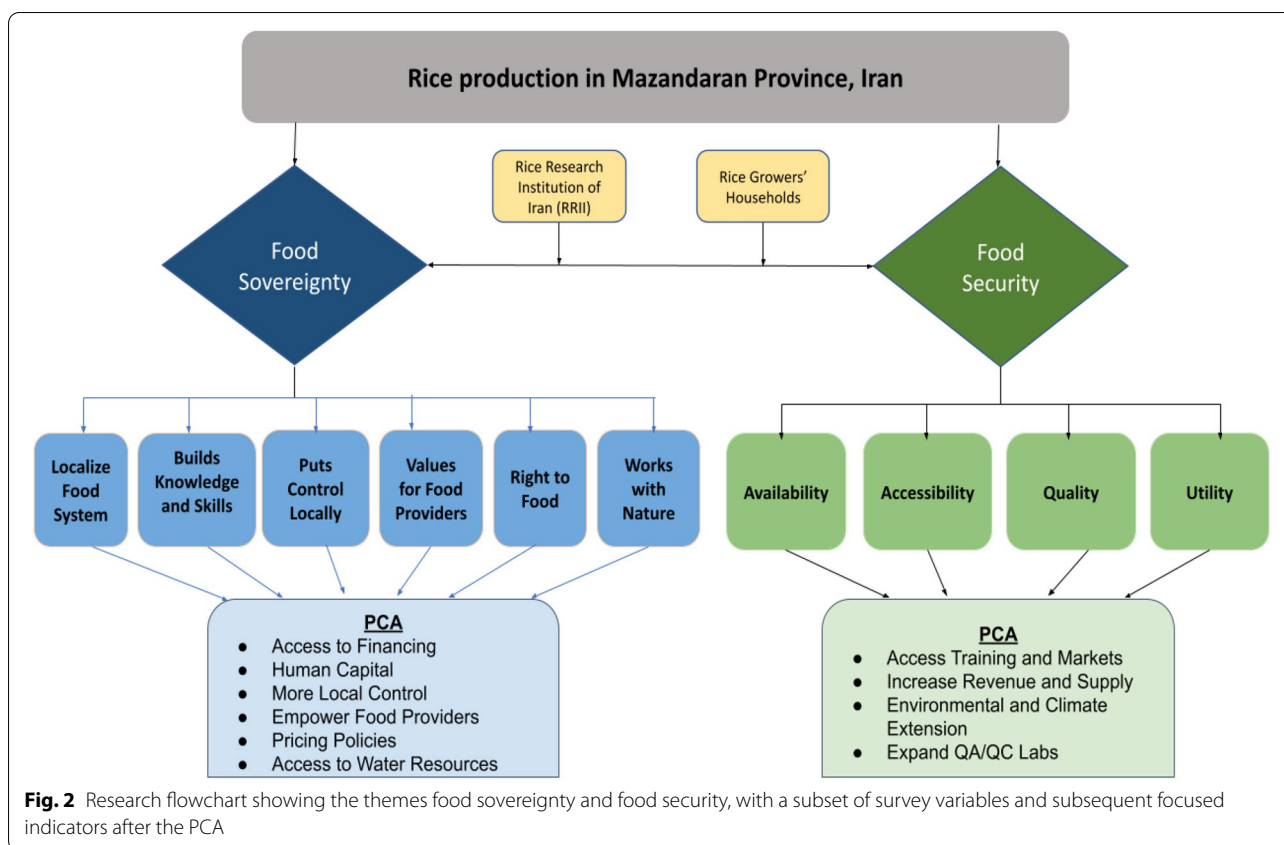 Rice production in Mazandaran Province, Iran
Rice Research
Institution of
Iran (RRII)
Rice Growers'
Households
Food
Sovereignty
Food
Security
Localize
Food
System
Builds
Knowledge
and Skills
Puts
Control
Locally
Values
for Food
Providers
Right to
Food
Works
with
Nature
Availability
Accessibility
Quality
Utility
PCA
● Access to Financing
● Human Capital
● More Local Control
● Empower Food Providers
● Pricing Policies
● Access to Water Resources
PCA
● Access Training and Markets
● Increase Revenue and Supply
● Environmental and Climate
Extension
● Expand QA/QC Labs
Fig. 2 Research flowchart showing the themes food sovereignty and food security, with a subset of survey variables and subsequent focused
indicators after the PCA